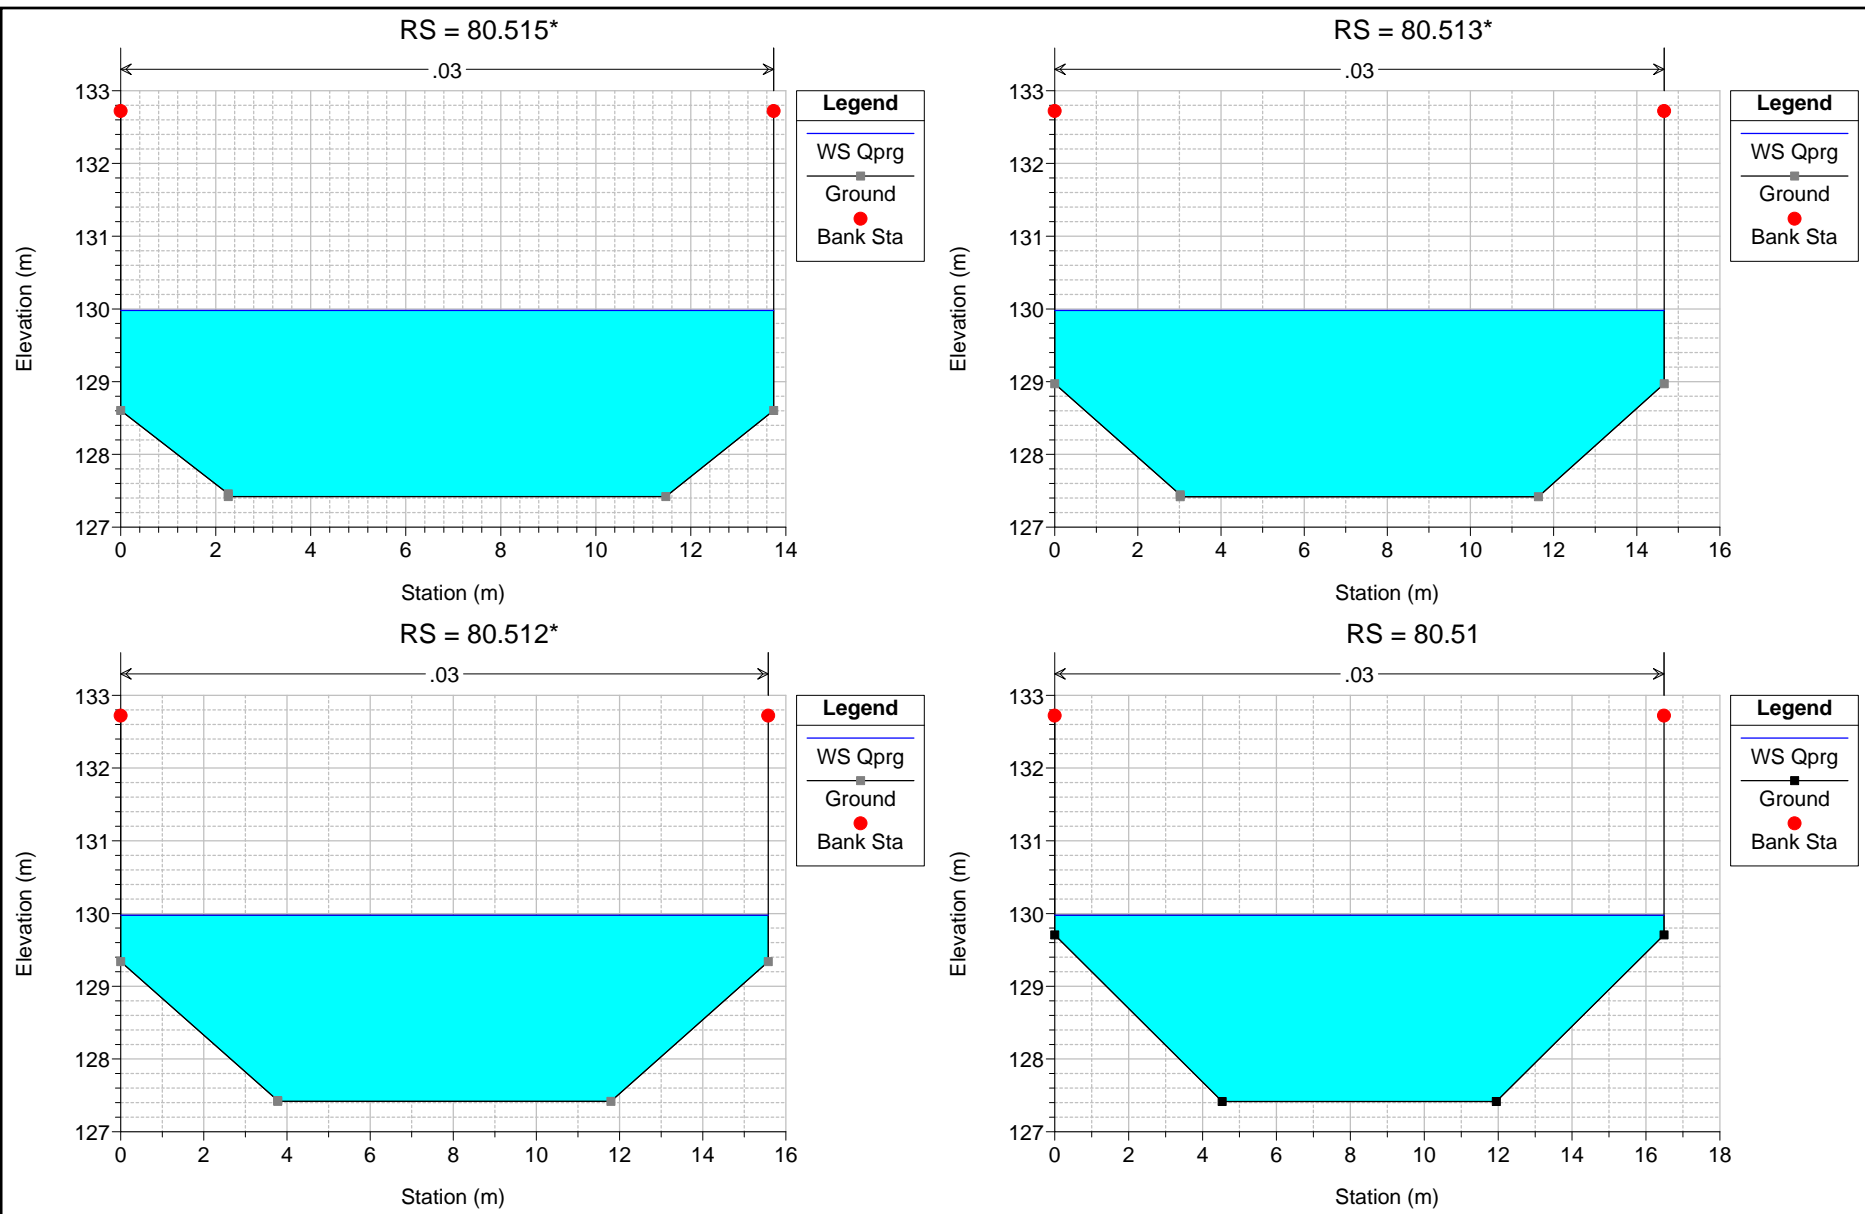 RS = 80.515*
.03
133
132
131
130
129
128
127
0 2 4 6 8 10 12 14
Elevation (m)
Station (m)
Legend
WS Qprg
Ground
Bank Sta
RS = 80.513*
.03
133
132
131
130
129
128
127
0 2 4 6 8 10 12 14 16
Elevation (m)
Station (m)
Legend
WS Qprg
Ground
Bank Sta
RS = 80.512*
.03
133
132
131
130
129
128
127
0 2 4 6 8 10 12 14 16
Elevation (m)
Station (m)
Legend
WS Qprg
Ground
Bank Sta
RS = 80.51
.03
133
132
131
130
129
128
127
0 2 4 6 8 10 12 14 16 18
Elevation (m)
Station (m)
Legend
WS Qprg
Ground
Bank Sta